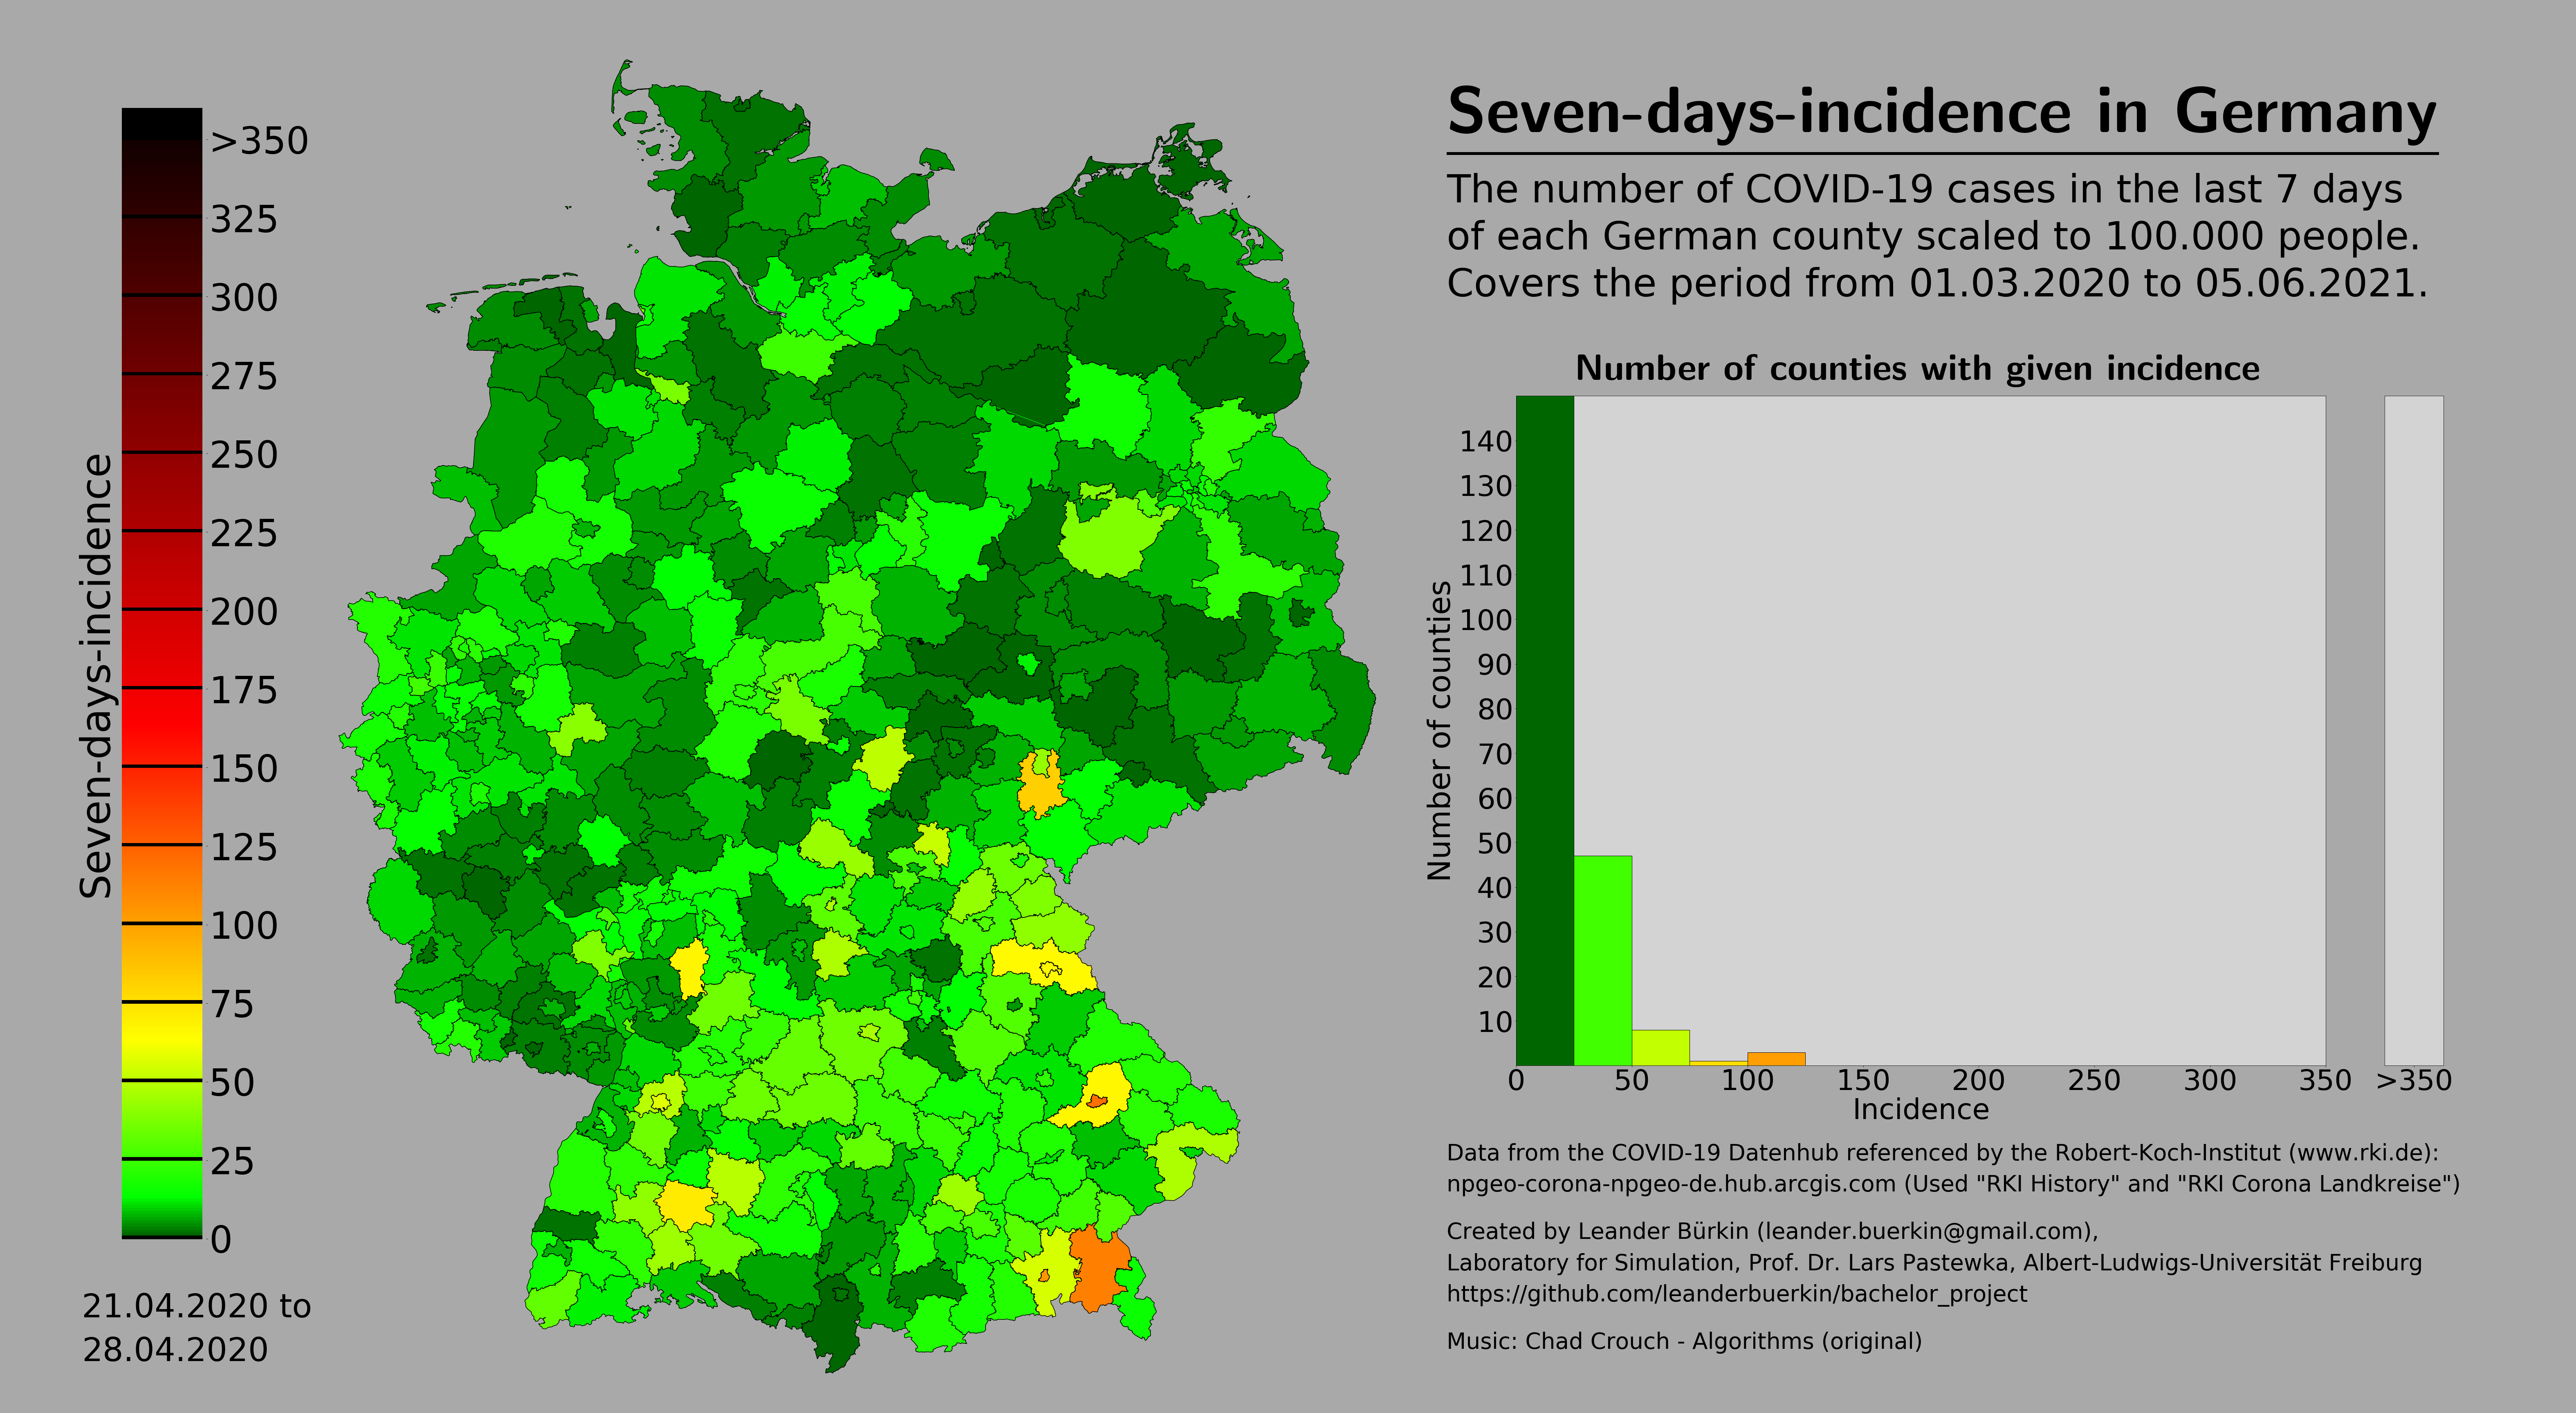 Seven-days-incidence in Germany
The number of COVID-19 cases in the last 7 days
of each German county scaled to 100.000 people.
Covers the period from 01.03.2020 to 05.06.2021.
Seven-days-incidence
>350
325
300
275
250
225
200
175
150
125
100
75
50
25
0
21.04.2020 to
28.04.2020
Number of counties with given incidence
Number of counties
140
130
120
110
100
90
80
70
60
50
40
30
20
10
0 50 100 150 200 250 300 350 >350
Incidence
Data from the COVID-19 Datenhub referenced by the Robert-Koch-Institut (www.rki.de):
npgeo-corona-npgeo-de.hub.arcgis.com (Used "RKI History" and "RKI Corona Landkreise")
Created by Leander Bürkin (leander.buerkin@gmail.com),
Laboratory for Simulation, Prof. Dr. Lars Pastewka, Albert-Ludwigs-Universität Freiburg
https://github.com/leanderbuerkin/bachelor_project
Music: Chad Crouch - Algorithms (original)